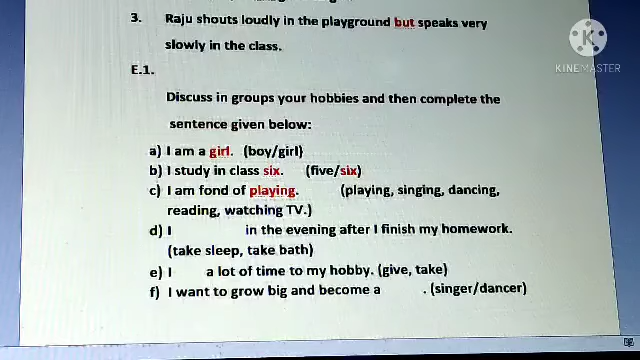 3. Raju shouts loudly in the playground but speaks very
slowly in the class.
E.1.
Discuss in groups your hobbies and then complete the
sentence given below:
a) I am a girl. (boy/girl)
b) I study in class six. (five/six)
c) I am fond of playing. (playing, singing, dancing,
reading, watching TV.)
d) I in the evening after I finish my homework.
(take sleep, take bath)
e) I a lot of time to my hobby. (give, take)
f) I want to grow big and become a . (singer/dancer)
KINEMASTER